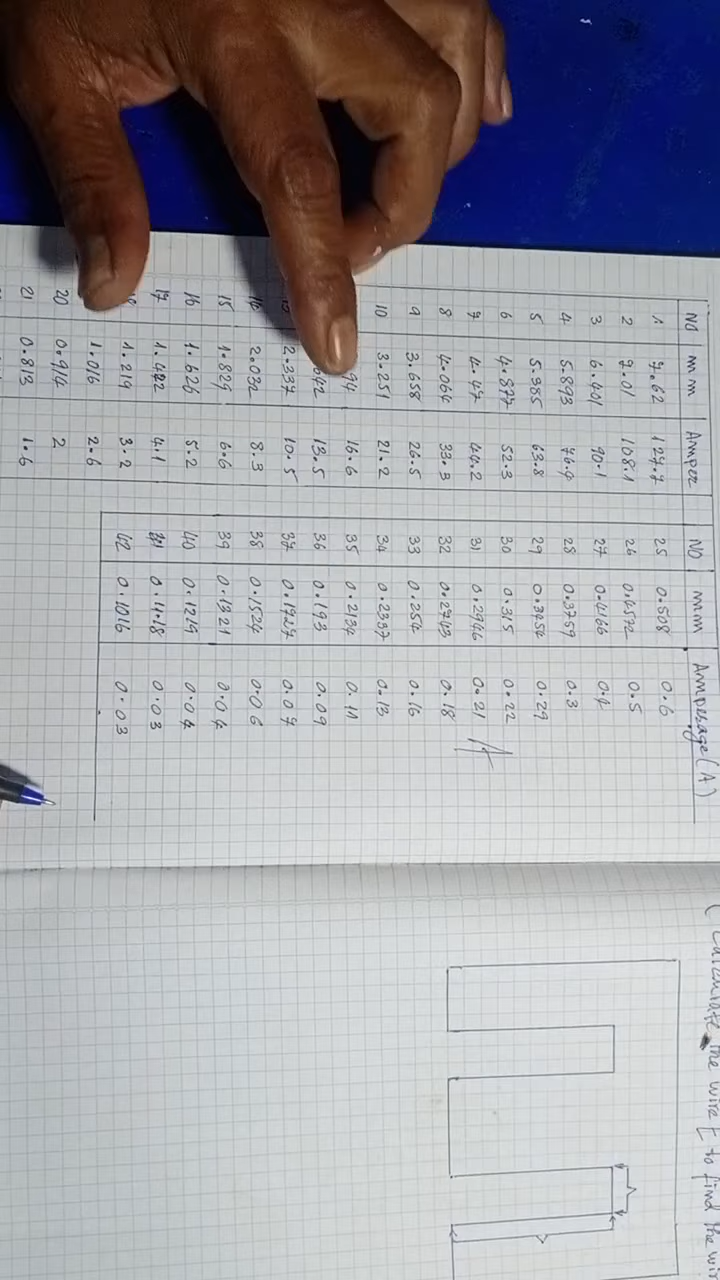 No mm Amper NO mm Amperage (A)
1 7.62 127.7 25 0.508 0.6
2 7.01 108.1 26 0.4572 0.5
3 6.401 90.1 27 0.4166 0.4
4 5.893 76.4 28 0.3759 0.3
5 5.385 63.8 29 0.3454 0.29
6 4.877 52.3 30 0.315 0.22
7 4.47 44.2 31 0.2946 0.21
8 4.064 33.3 32 0.2743 0.18
9 3.658 26.5 33 0.254 0.16
10 3.251 21.2 34 0.2337 0.13
16.6 35 0.2134 0.11
13.5 36 0.193 0.09
2.337 10.5 37 0.1727 0.07
14 2.032 8.3 38 0.1524 0.06
15 1.829 6.6 39 0.1321 0.04
16 1.626 5.2 40 0.1219 0.04
17 1.422 4.1 41 0.1118 0.03
1.219 3.2 42 0.1016 0.03
1.016 2.6
20 0.914 2
21 0.813 1.6
( calculate the wire [ to find the